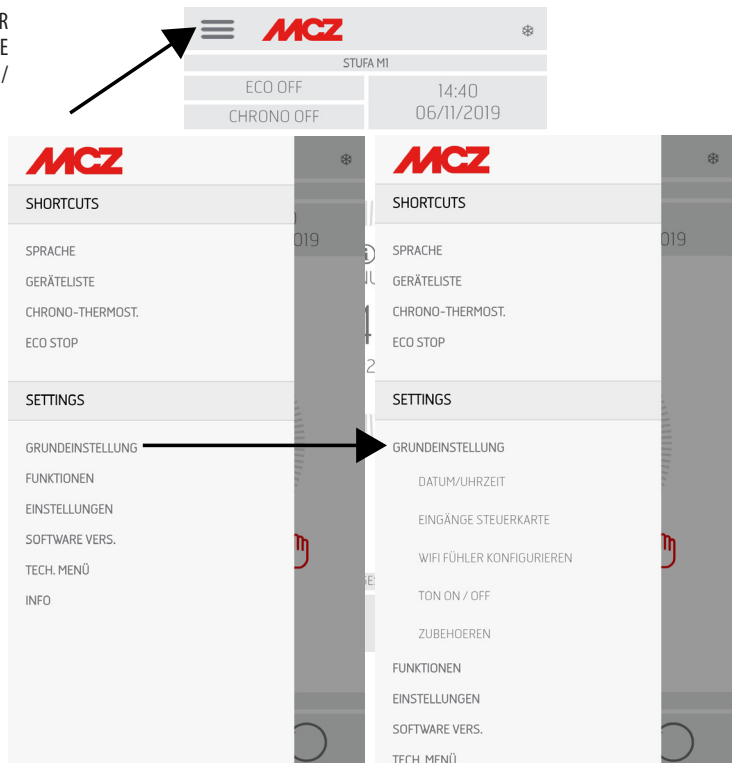 R
E
/
MCZ
STUFA M1
ECO OFF
14:40
CHRONO OFF
06/11/2019
MCZ
SHORTCUTS
019
SPRACHE
GERÄTELISTE
CHRONO-THERMOST.
ECO STOP
SETTINGS
GRUNDEINSTELLUNG
FUNKTIONEN
EINSTELLUNGEN
SOFTWARE VERS.
TECH. MENÜ
INFO
MCZ
SHORTCUTS
019
SPRACHE
GERÄTELISTE
CHRONO-THERMOST.
ECO STOP
SETTINGS
GRUNDEINSTELLUNG
DATUM/UHRZEIT
EINGÄNGE STEUERKARTE
WIFI FÜHLER KONFIGURIEREN
TON ON / OFF
ZUBEHOEREN
FUNKTIONEN
EINSTELLUNGEN
SOFTWARE VERS.
TECH. MENÜ